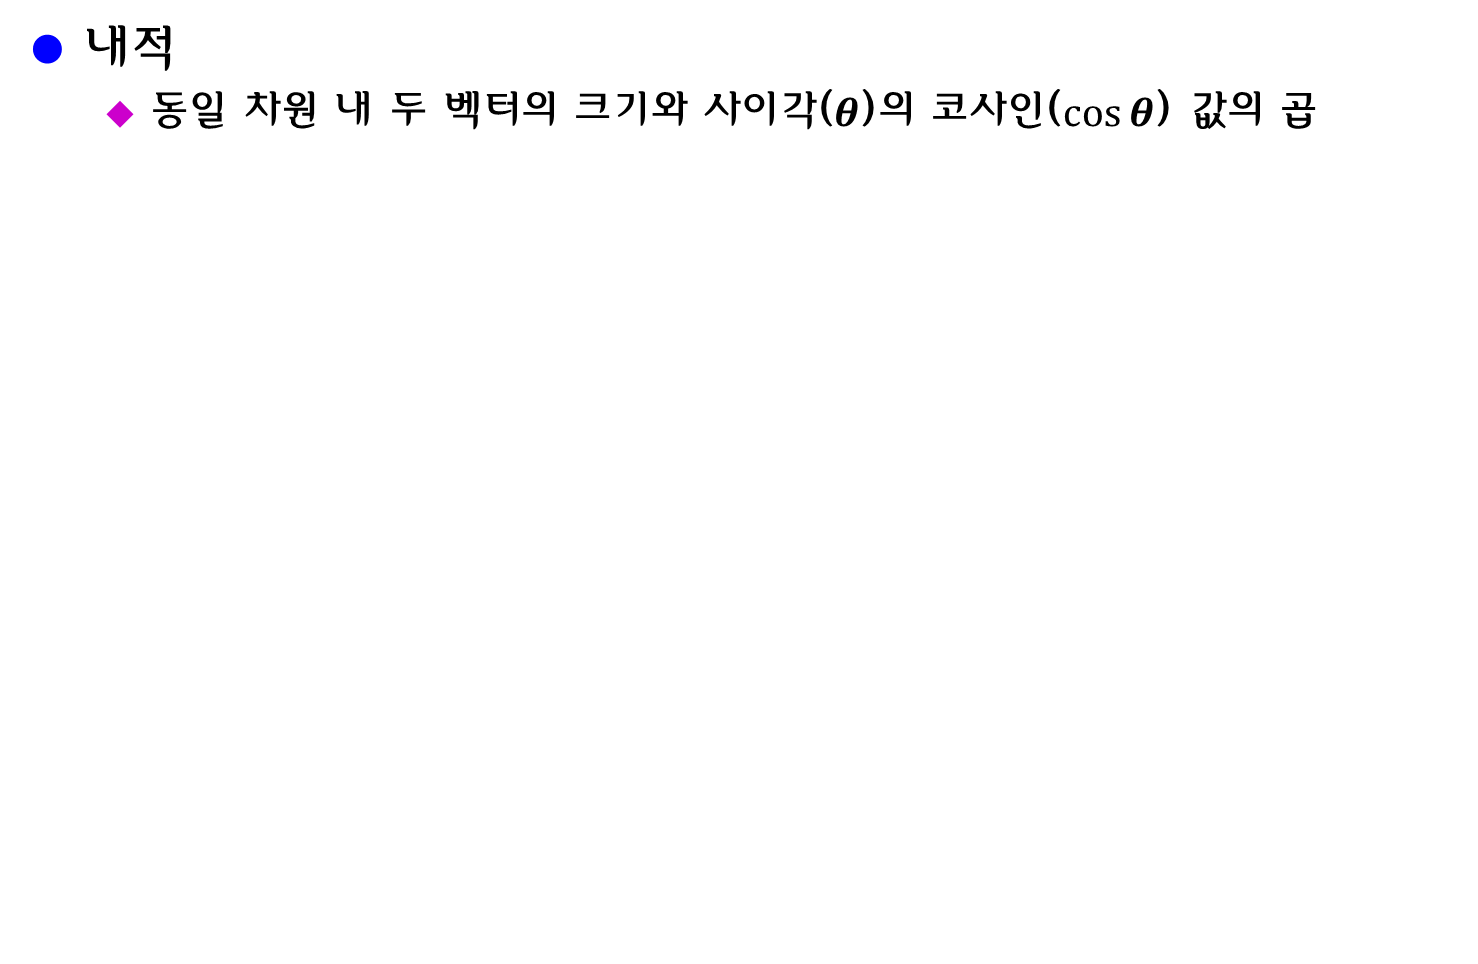 ● 내적
◆ 동일 차원 내 두 벡터의 크기와 사이각(θ)의 코사인(cos θ) 값의 곱